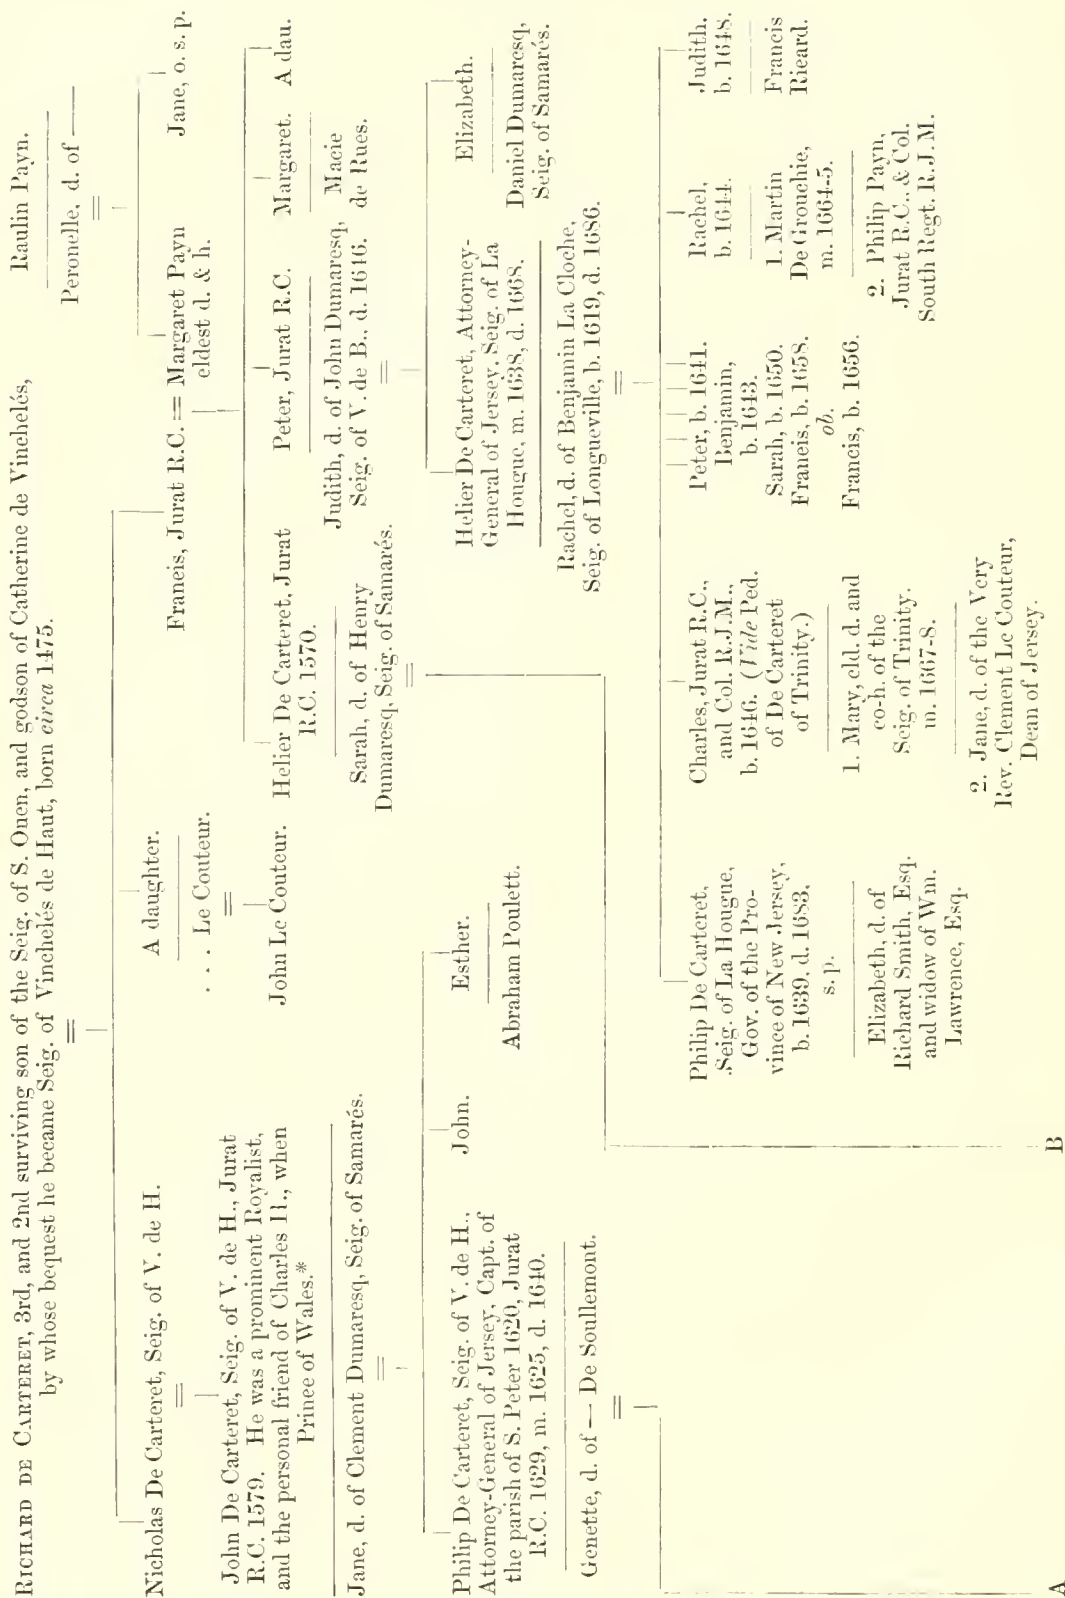 RICHARD DE CARTERET, 3rd, and 2nd surviving son of the Seig. of S. Ouen, and godson of Catherine de Vinchelés,
by whose bequest he became Seig. of Vinchelés de Haut, born circa 1475.
Raulin Payn.
Peronelle, d. of ——
Nicholas De Carteret, Seig. of V. de H.
A daughter.
. . . Le Couteur.
John Le Couteur.
Francis, Jurat R.C. = Margaret Payn
eldest d. & h.
Jane, o. s. p.
John De Carteret, Seig. of V. de H., Jurat
R.C. 1579. He was a prominent Royalist,
and the personal friend of Charles II., when
Prince of Wales.*
Jane, d. of Clement Dumaresq, Seig. of Samarés.
Helier De Carteret, Jurat
R.C. 1570.
Sarah, d. of Henry
Dumaresq, Seig. of Samarés.
Peter, Jurat R.C.
Judith, d. of John Dumaresq,
Seig. of V. de B., d. 1616.
Margaret.
Macie
de Rues.
A dau.
Philip De Carteret, Seig. of V. de H.,
Attorney-General of Jersey, Capt. of
the parish of S. Peter 1620, Jurat
R.C. 1629, m. 1625, d. 1640.
Genette, d. of — De Soullemont.
John.
Esther.
Abraham Poulett.
Helier De Carteret, Attorney-
General of Jersey, Seig. of La
Hougue, m. 1638, d. 1668.
Rachel, d. of Benjamin La Cloche,
Seig. of Longueville, b. 1619, d. 1686.
Elizabeth.
Daniel Dumaresq,
Seig. of Samarés.
Philip De Carteret,
Seig. of La Hougue,
Gov. of the Pro-
vince of New Jersey,
b. 1639, d. 1683,
s. p.
Elizabeth, d. of
Richard Smith, Esq.
and widow of Wm.
Lawrence, Esq.
Charles, Jurat R.C.,
and Col. R.J.M.,
b. 1646. (Vide Ped.
of De Carteret
of Trinity.)
1. Mary, eld. d. and
co-h. of the
Seig. of Trinity.
m. 1667-8.
2. Jane, d. of the Very
Rev. Clement Le Couteur,
Dean of Jersey.
Peter, b. 1641.
Benjamin,
b. 1643.
Sarah, b. 1650.
Francis, b. 1658.
ob.
Francis, b. 1656.
Rachel,
b. 1644.
1. Martin
De Grouchie,
m. 1664-5.
2. Philip Payn,
Jurat R.C., & Col.
South Regt. R.J.M.
Judith.
b. 1648.
Francis
Ricard.
A
B